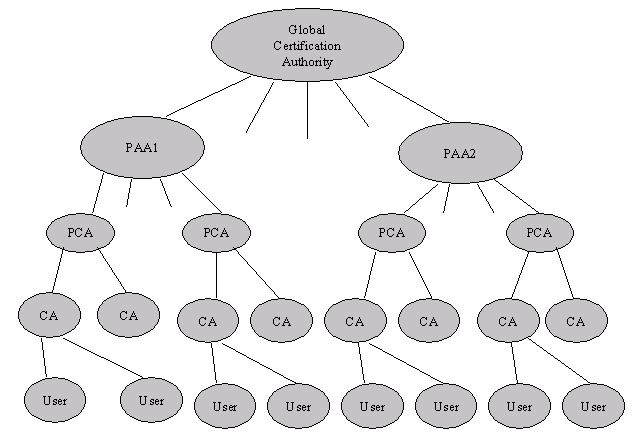 Global
Certification
Authority
PAA1
PAA2
PCA
PCA
PCA
PCA
CA
CA
CA
CA
CA
CA
CA
CA
User
User
User
User
User
User
User
User